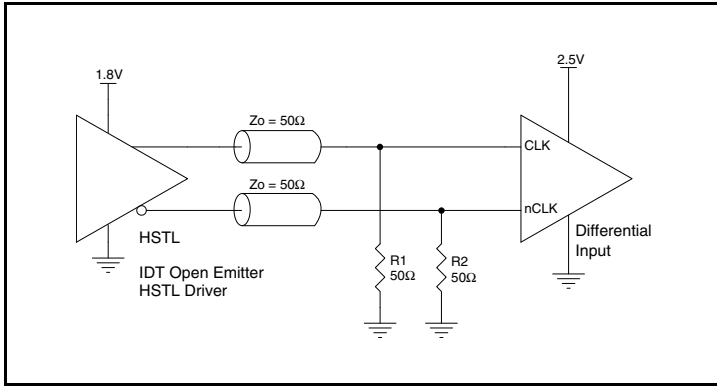 1.8V
2.5V
Zo = 50Ω
CLK
Zo = 50Ω
nCLK
HSTL
Differential
Input
R1
50Ω
R2
50Ω
IDT Open Emitter
HSTL Driver